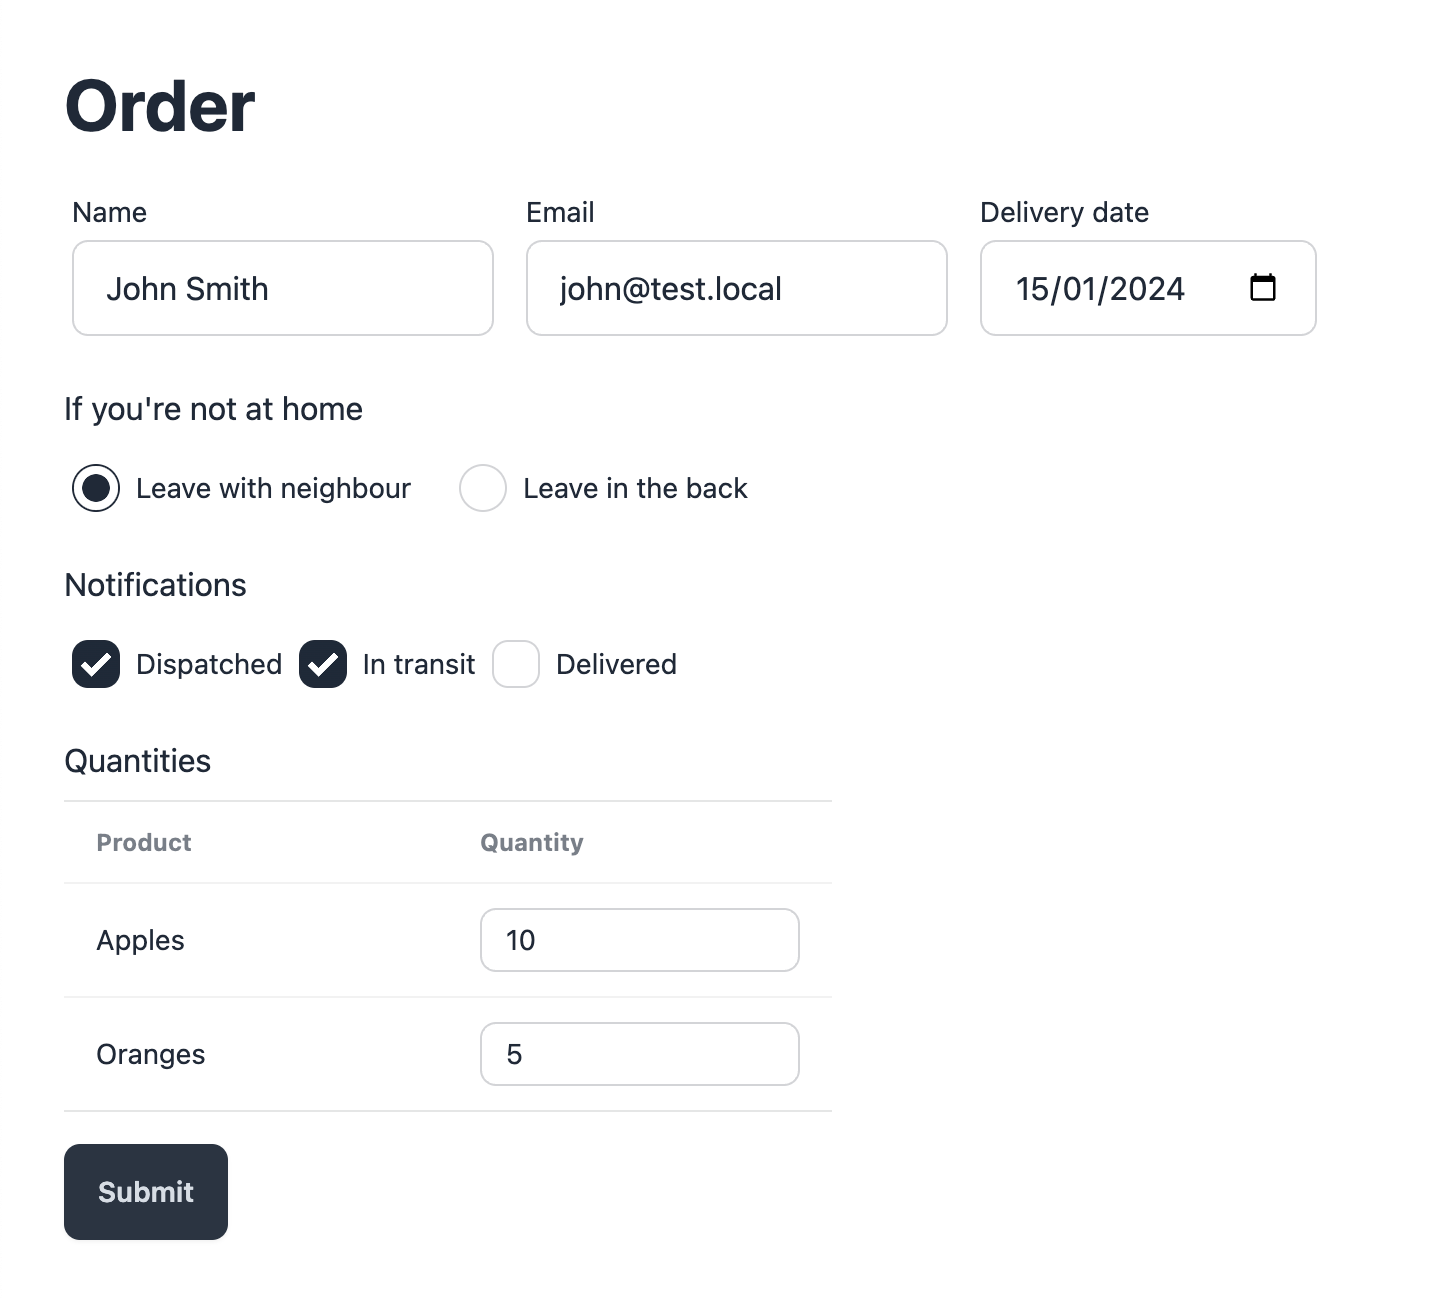 Order
Name Email Delivery date
John Smith john@test.local 15/01/2024
If you're not at home
Leave with neighbour Leave in the back
Notifications
Dispatched In transit Delivered
Quantities
Product Quantity
Apples 10
Oranges 5
Submit